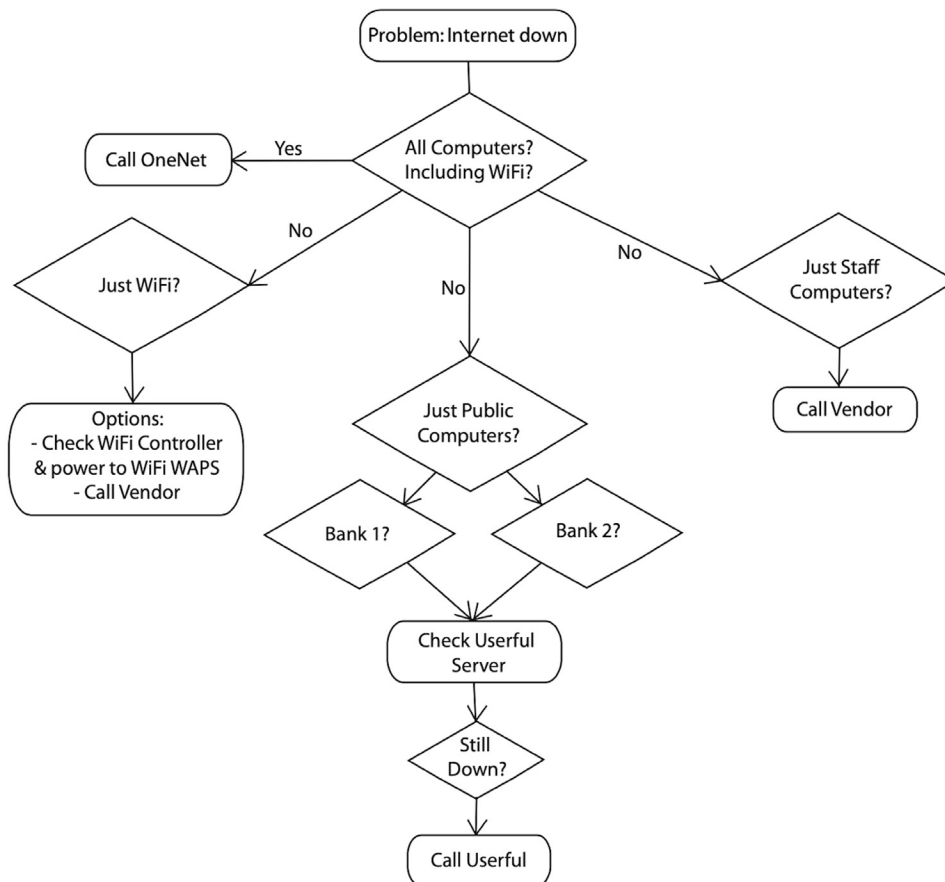 Problem: Internet down
All Computers?
Including WiFi?
Yes
Call OneNet
No
No
No
Just WiFi?
Just Staff
Computers?
Options:
- Check WiFi Controller
& power to WiFi WAPS
- Call Vendor
Just Public
Computers?
Call Vendor
Bank 1?
Bank 2?
Check Userful
Server
Still
Down?
Call Userful